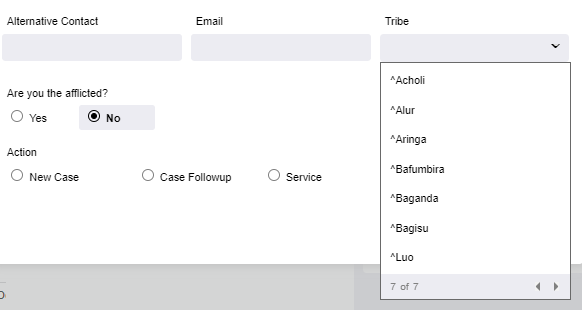 Alternative Contact Email Tribe
^Acholi
^Alur
^Aringa
^Bafumbira
^Baganda
^Bagisu
^Luo
7 of 7
Are you the afflicted?
Yes No
Action
New Case Case Followup Service